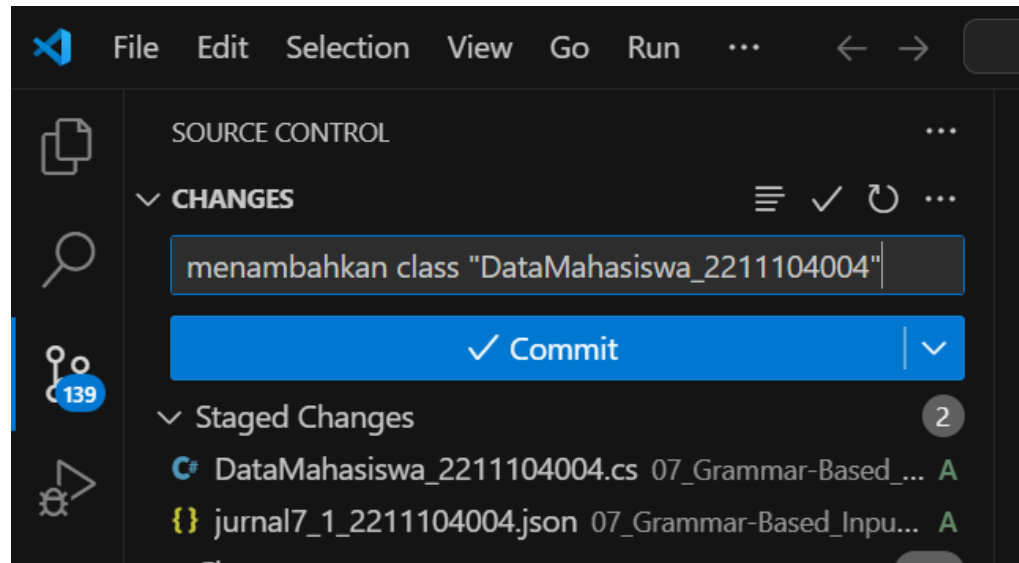 File Edit Selection View Go Run ...
SOURCE CONTROL ...
CHANGES ...
menambahkan class "DataMahasiswa_2211104004"
Commit
139
Staged Changes 2
C# DataMahasiswa_2211104004.cs 07_Grammar-Based_... A
{} jurnal7_1_2211104004.json 07_Grammar-Based_Inpu... A